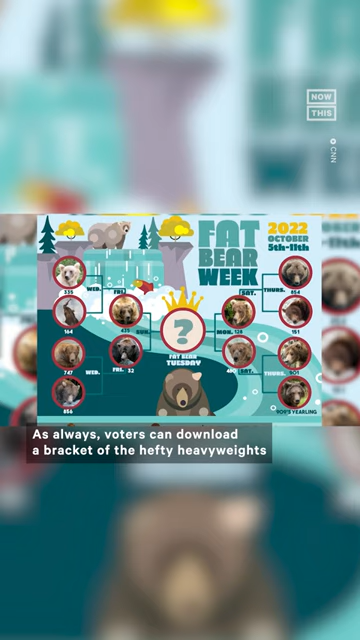 NOW
THIS
CNN
FAT
BEAR
WEEK
2022
OCTOBER
5th-11th
335
WED.
FRI.
164
435
SUN.
747
WED.
FRI. 32
856
FAT BEAR
TUESDAY
SAT.
THURS.
854
MON. 128
151
SAT.
THURS.
901
909'S YEARLING
?
As always, voters can download
a bracket of the hefty heavyweights